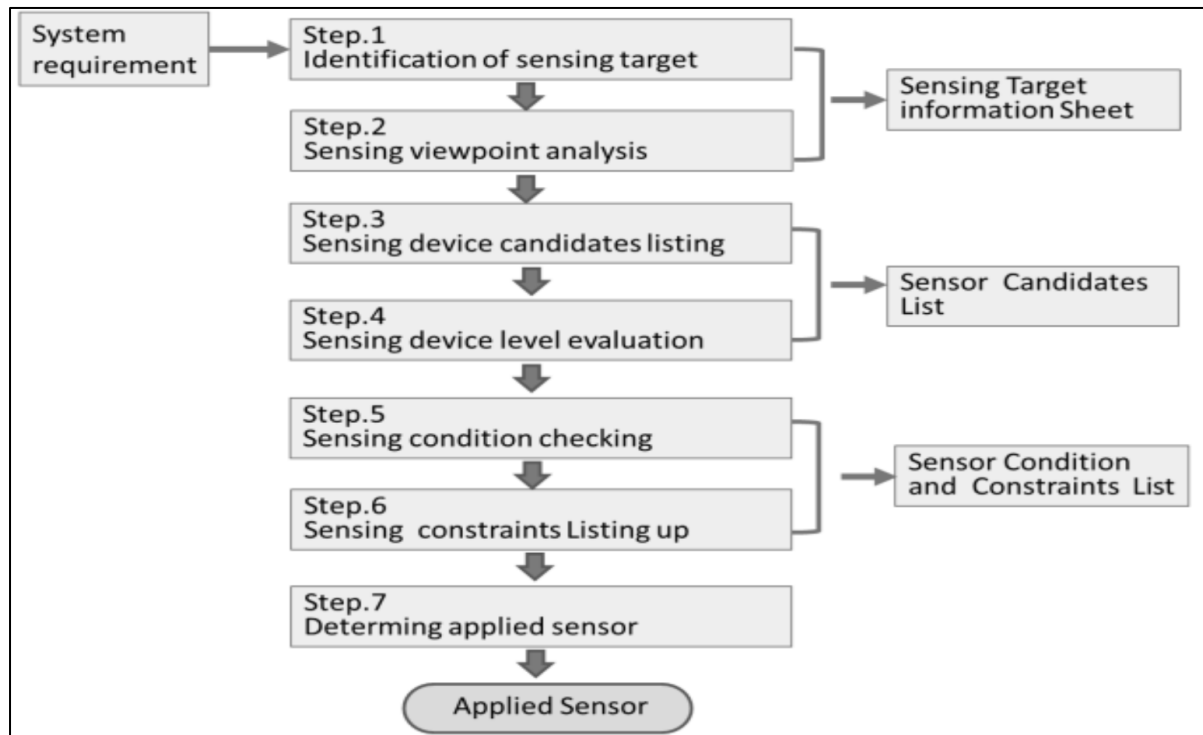 System
requirement
Step.1
Identification of sensing target
Step.2
Sensing viewpoint analysis
Sensing Target
information Sheet
Step.3
Sensing device candidates listing
Step.4
Sensing device level evaluation
Sensor Candidates
List
Step.5
Sensing condition checking
Step.6
Sensing constraints Listing up
Sensor Condition
and Constraints List
Step.7
Determing applied sensor
Applied Sensor